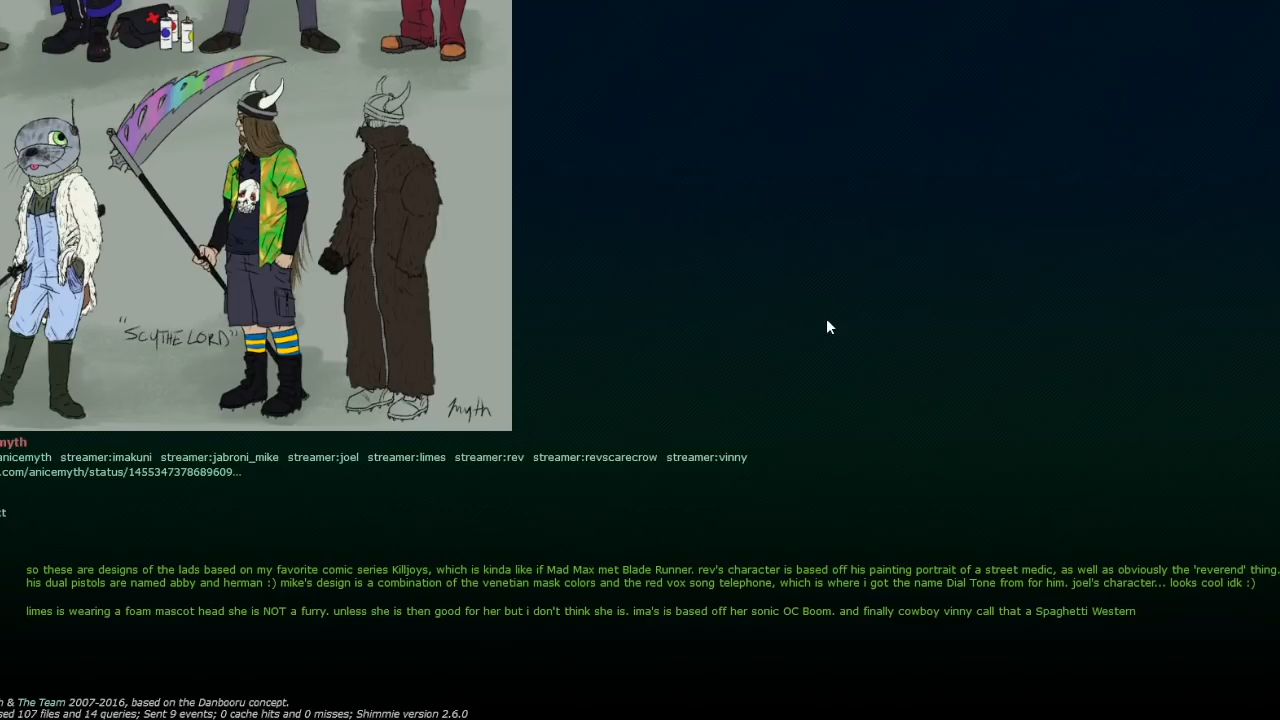 "SCYTHE LORD"
myth
myth
anicemyth streamer:imakuni streamer:jabroni_mike streamer:joel streamer:limes streamer:rev streamer:revscarecrow streamer:vinny
.com/anicemyth/status/1455347378689609...
so these are designs of the lads based on my favorite comic series Killjoys, which is kinda like if Mad Max met Blade Runner. rev's character is based off his painting portrait of a street medic, as well as obviously the 'reverend' thing.
his dual pistols are named abby and herman :) mike's design is a combination of the venetian mask colors and the red vox song telephone, which is where i got the name Dial Tone from for him. joel's character... looks cool idk :)
limes is wearing a foam mascot head she is NOT a furry. unless she is then good for her but i don't think she is. ima's is based off her sonic OC Boom. and finally cowboy vinny call that a Spaghetti Western
& The Team 2007-2016, based on the Danbooru concept.
sed 107 files and 14 queries; Sent 9 events; 0 cache hits and 0 misses; Shimmie version 2.6.0